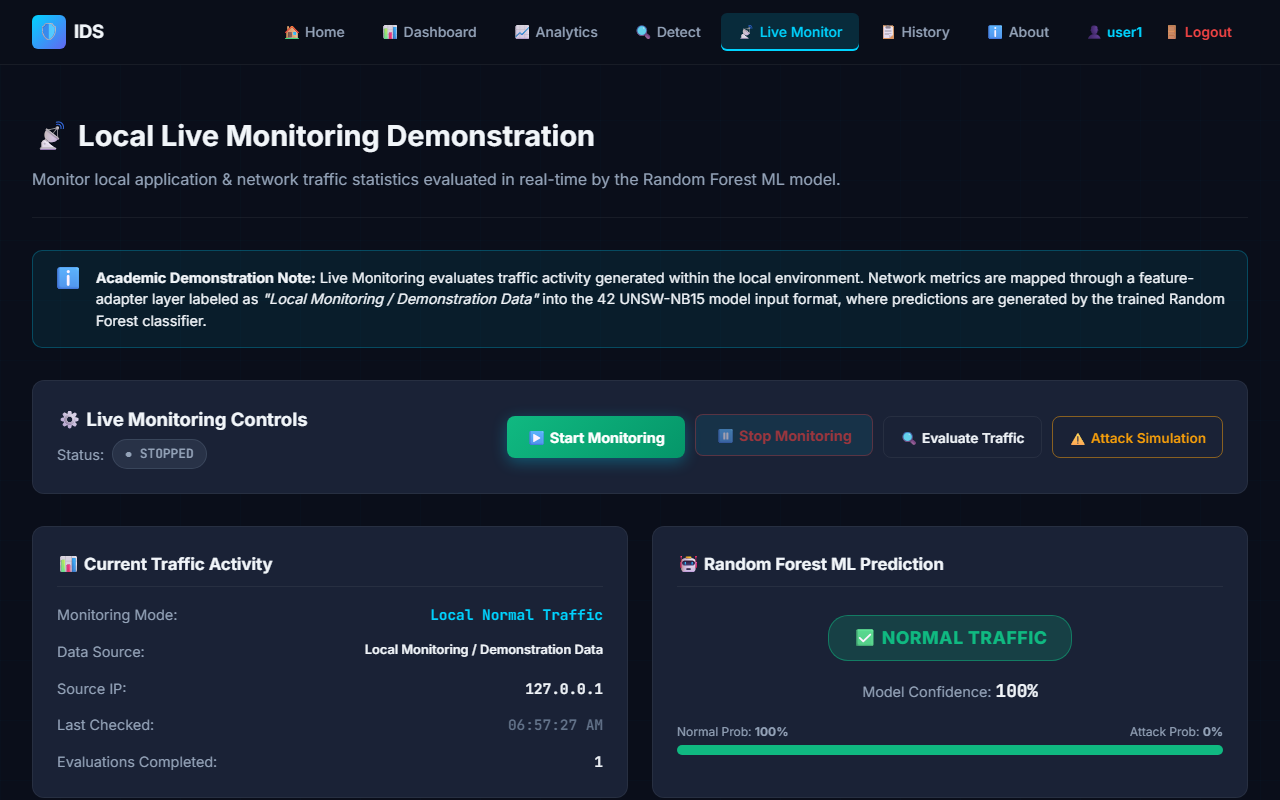 IDS
Home
Dashboard
Analytics
Detect
Live Monitor
History
About
user1
Logout
Local Live Monitoring Demonstration
Monitor local application & network traffic statistics evaluated in real-time by the Random Forest ML model.
Academic Demonstration Note: Live Monitoring evaluates traffic activity generated within the local environment. Network metrics are mapped through a feature-
adapter layer labeled as "Local Monitoring / Demonstration Data" into the 42 UNSW-NB15 model input format, where predictions are generated by the trained Random
Forest classifier.
Live Monitoring Controls
Status: ● STOPPED
Start Monitoring
Stop Monitoring
Evaluate Traffic
Attack Simulation
Current Traffic Activity
Monitoring Mode: Local Normal Traffic
Data Source: Local Monitoring / Demonstration Data
Source IP: 127.0.0.1
Last Checked: 06:57:27 AM
Evaluations Completed: 1
Random Forest ML Prediction
NORMAL TRAFFIC
Model Confidence: 100%
Normal Prob: 100% Attack Prob: 0%